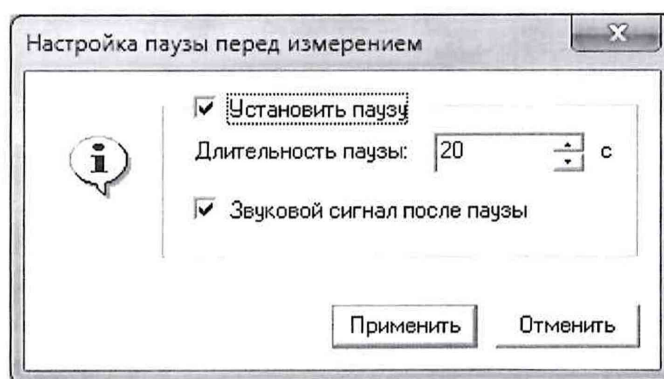 Настройка паузы перед измерением
Установить паузу
Длительность паузы: 20 с
Звуковой сигнал после паузы
Применить Отменить